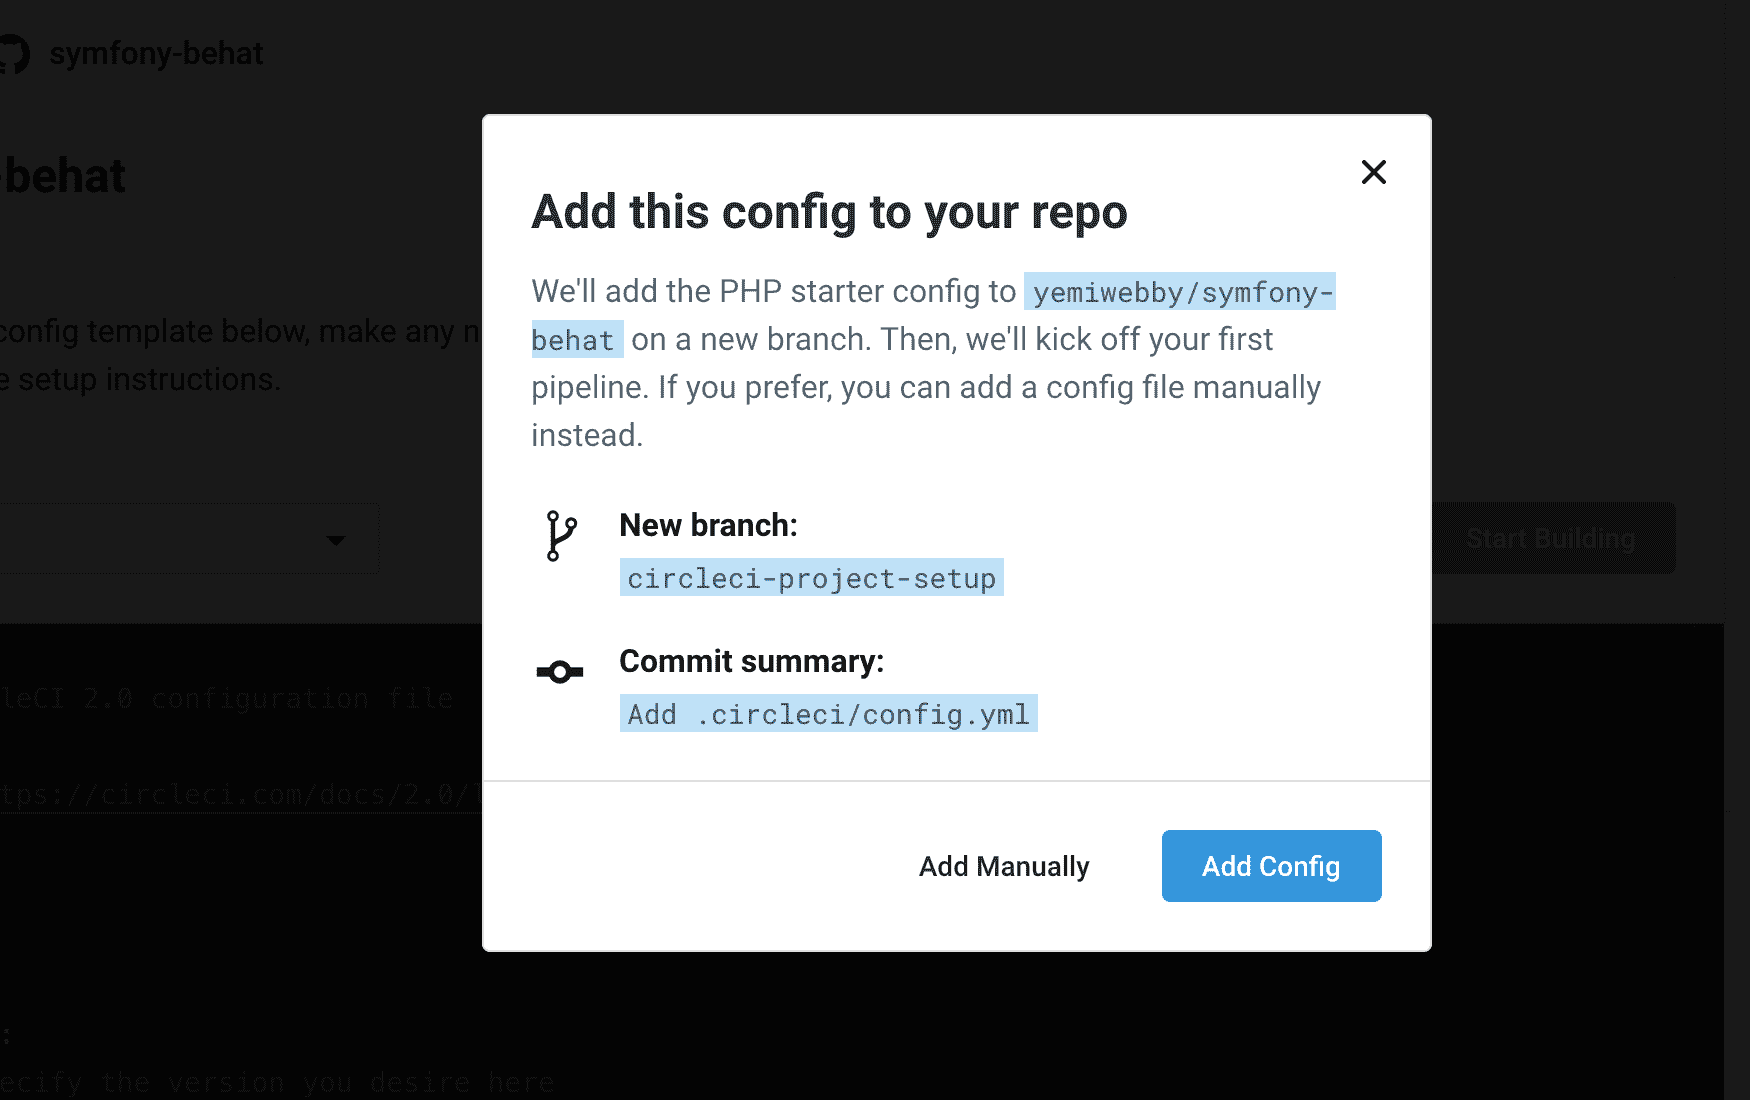 symfony-behat
-behat
config template below, make any n
e setup instructions.
Start Building
Add this config to your repo
We'll add the PHP starter config to yemiwebby/symfony-
behat on a new branch. Then, we'll kick off your first
pipeline. If you prefer, you can add a config file manually
instead.
New branch:
circleci-project-setup
Commit summary:
Add .circleci/config.yml
Add Manually
Add Config
leCI 2.0 configuration file
tps://circleci.com/docs/2.0/l
:
ecify the version you desire here